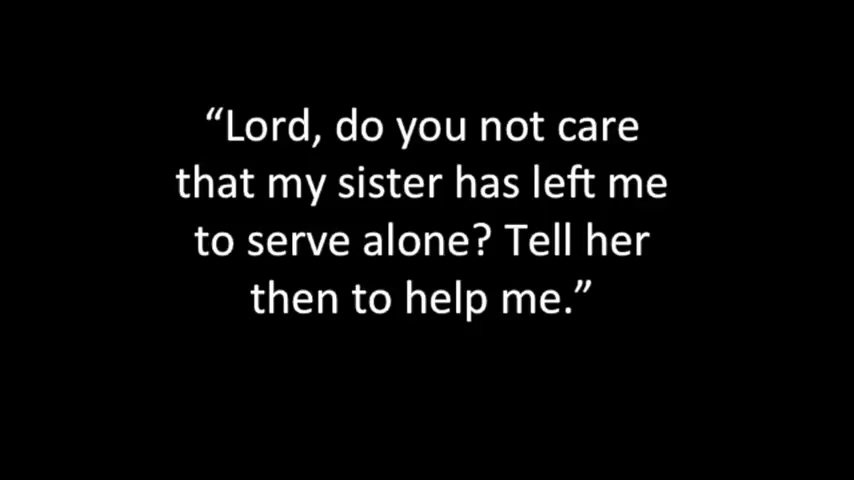 “Lord, do you not care
that my sister has left me
to serve alone? Tell her
then to help me.”